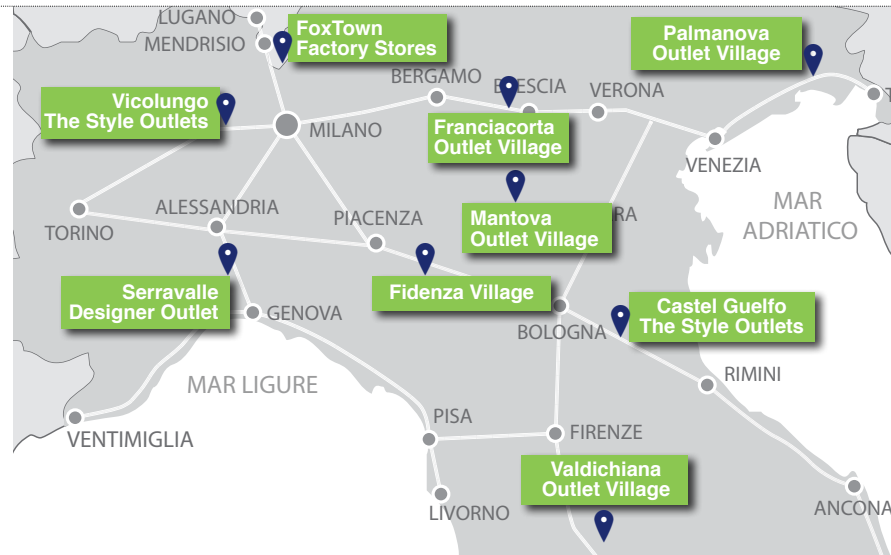 LUGANO
MENDRISIO
FoxTown
Factory Stores
Palmanova
Outlet Village
BERGAMO
BRESCIA
VERONA
Vicolungo
The Style Outlets
MILANO
Franciacorta
Outlet Village
VENEZIA
MAR
ADRIATICO
TORINO
ALESSANDRIA
PIACENZA
Mantova
Outlet Village
Serravalle
Designer Outlet
Fidenza Village
GENOVA
Castel Guelfo
The Style Outlets
BOLOGNA
MAR LIGURE
RIMINI
VENTIMIGLIA
PISA
FIRENZE
Valdichiana
Outlet Village
LIVORNO
ANCONA